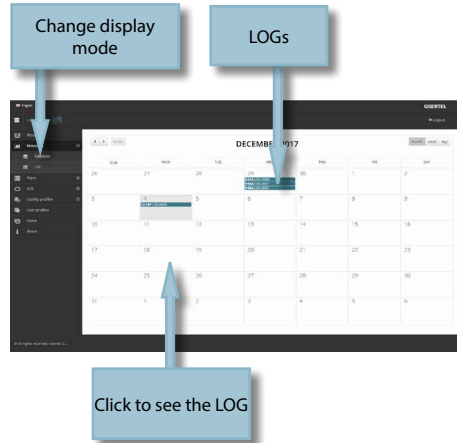 Change display
mode
LOGs
English
GSERTEL
Logout
today
DECEMBER 2017
month week day
Calendar
SUN MON TUE THU FRI SAT
26 27 28 29 30 1 2
3 4 5 6 7 8 9
10 11 12 13 14 15 16
17 18 19 20 21 22 23
24 25 26 27 28 29 30
31 1 2 3 4 5 6
Plans
Quality profiles
User profiles
Clone
About
Click to see the LOG